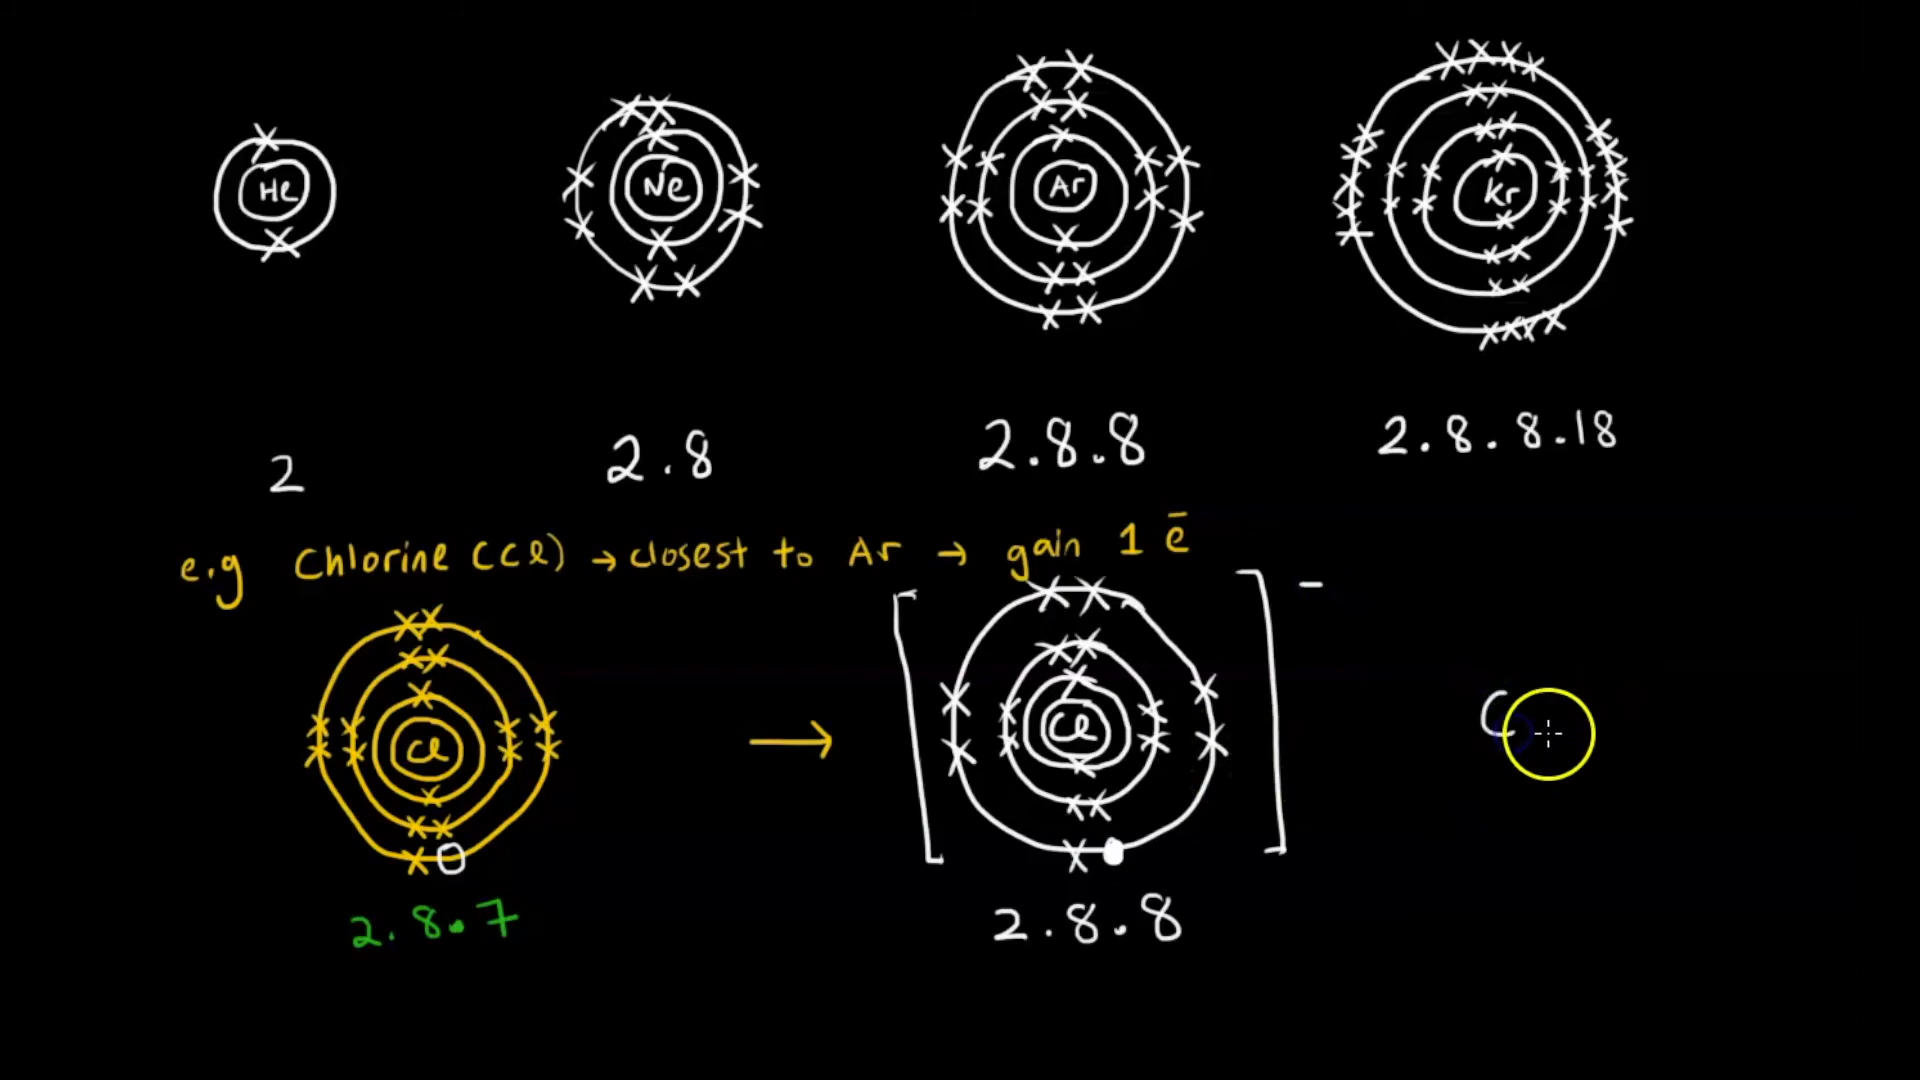 He Ne Ar Kr
2 2.8 2.8.8 2.8.8.18
e.g Chlorine (Cl) → closest to Ar → gain 1 ē
Cl → [Cl]⁻ C
2.8.7 2.8.8